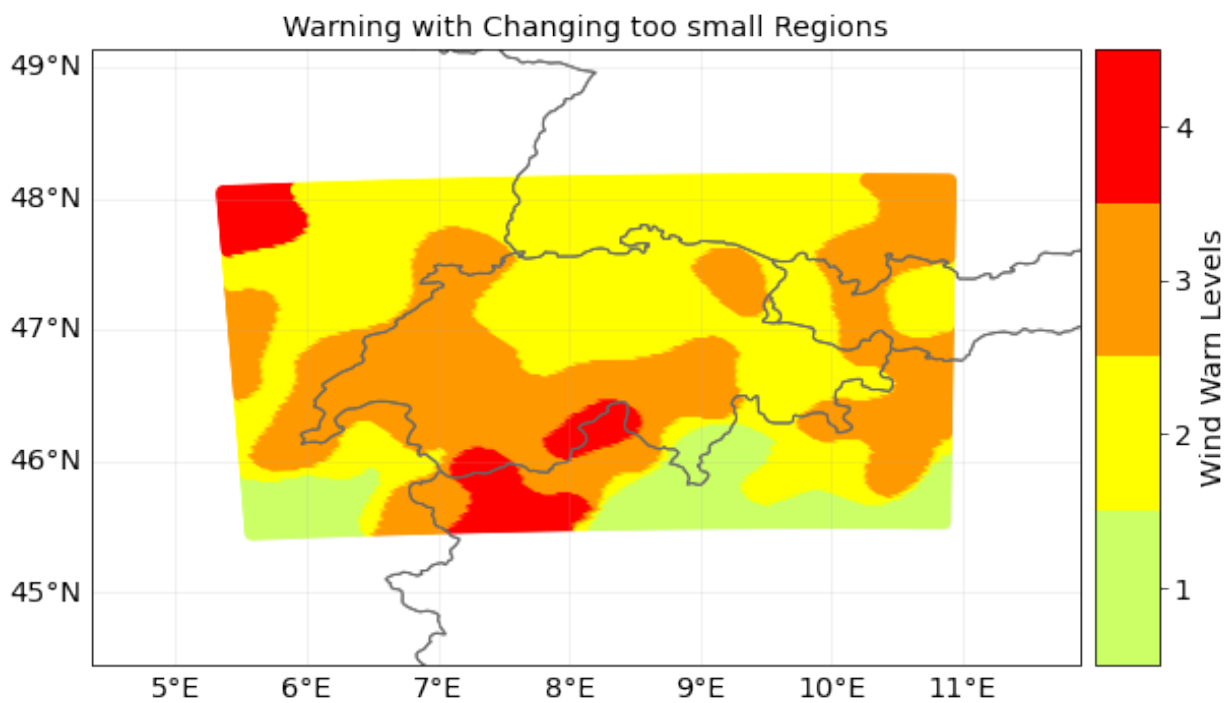 Warning with Changing too small Regions
49°N
48°N
47°N
46°N
45°N
5°E
6°E
7°E
8°E
9°E
10°E
11°E
4
3
2
1
Wind Warn Levels